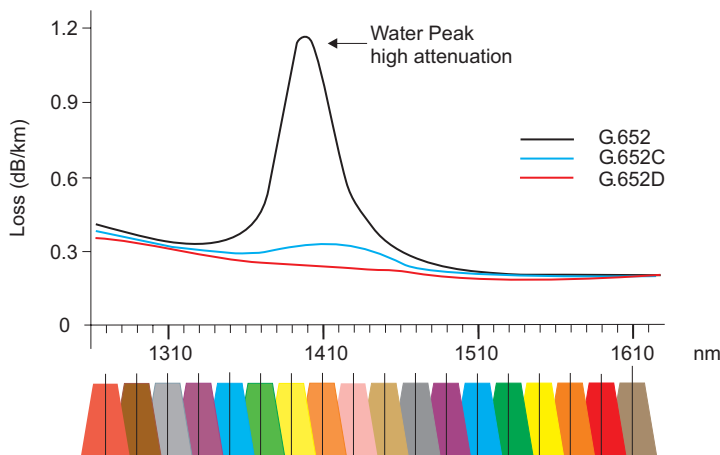 1.2
0.9
0.6
0.3
0
Loss (dB/km)
Water Peak
high attenuation
G.652
G.652C
G.652D
1310 1410 1510 1610 nm